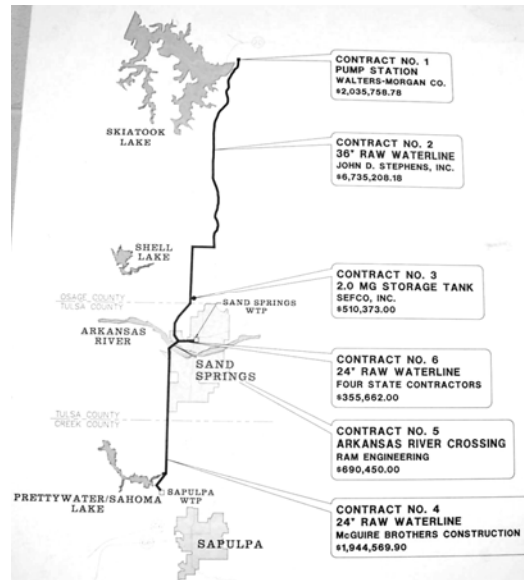 CONTRACT NO. 1
PUMP STATION
WALTERS-MORGAN CO.
$2,035,758.78
SKIATOOK
LAKE
CONTRACT NO. 2
36" RAW WATERLINE
JOHN D. STEPHENS, INC.
$6,735,208.18
SHELL
LAKE
CONTRACT NO. 3
2.0 MG STORAGE TANK
SEFCO, INC.
$510,373.00
OSAGE COUNTY
TULSA COUNTY
SAND SPRINGS
WTP
ARKANSAS
RIVER
SAND
SPRINGS
CONTRACT NO. 6
24" RAW WATERLINE
FOUR STATE CONTRACTORS
$355,662.00
TULSA COUNTY
CREEK COUNTY
CONTRACT NO. 5
ARKANSAS RIVER CROSSING
RAM ENGINEERING
$690,450.00
PRETTYWATER/SAHOMA
LAKE
SAPULPA
WTP
SAPULPA
CONTRACT NO. 4
24" RAW WATERLINE
McGUIRE BROTHERS CONSTRUCTION
$1,944,569.90